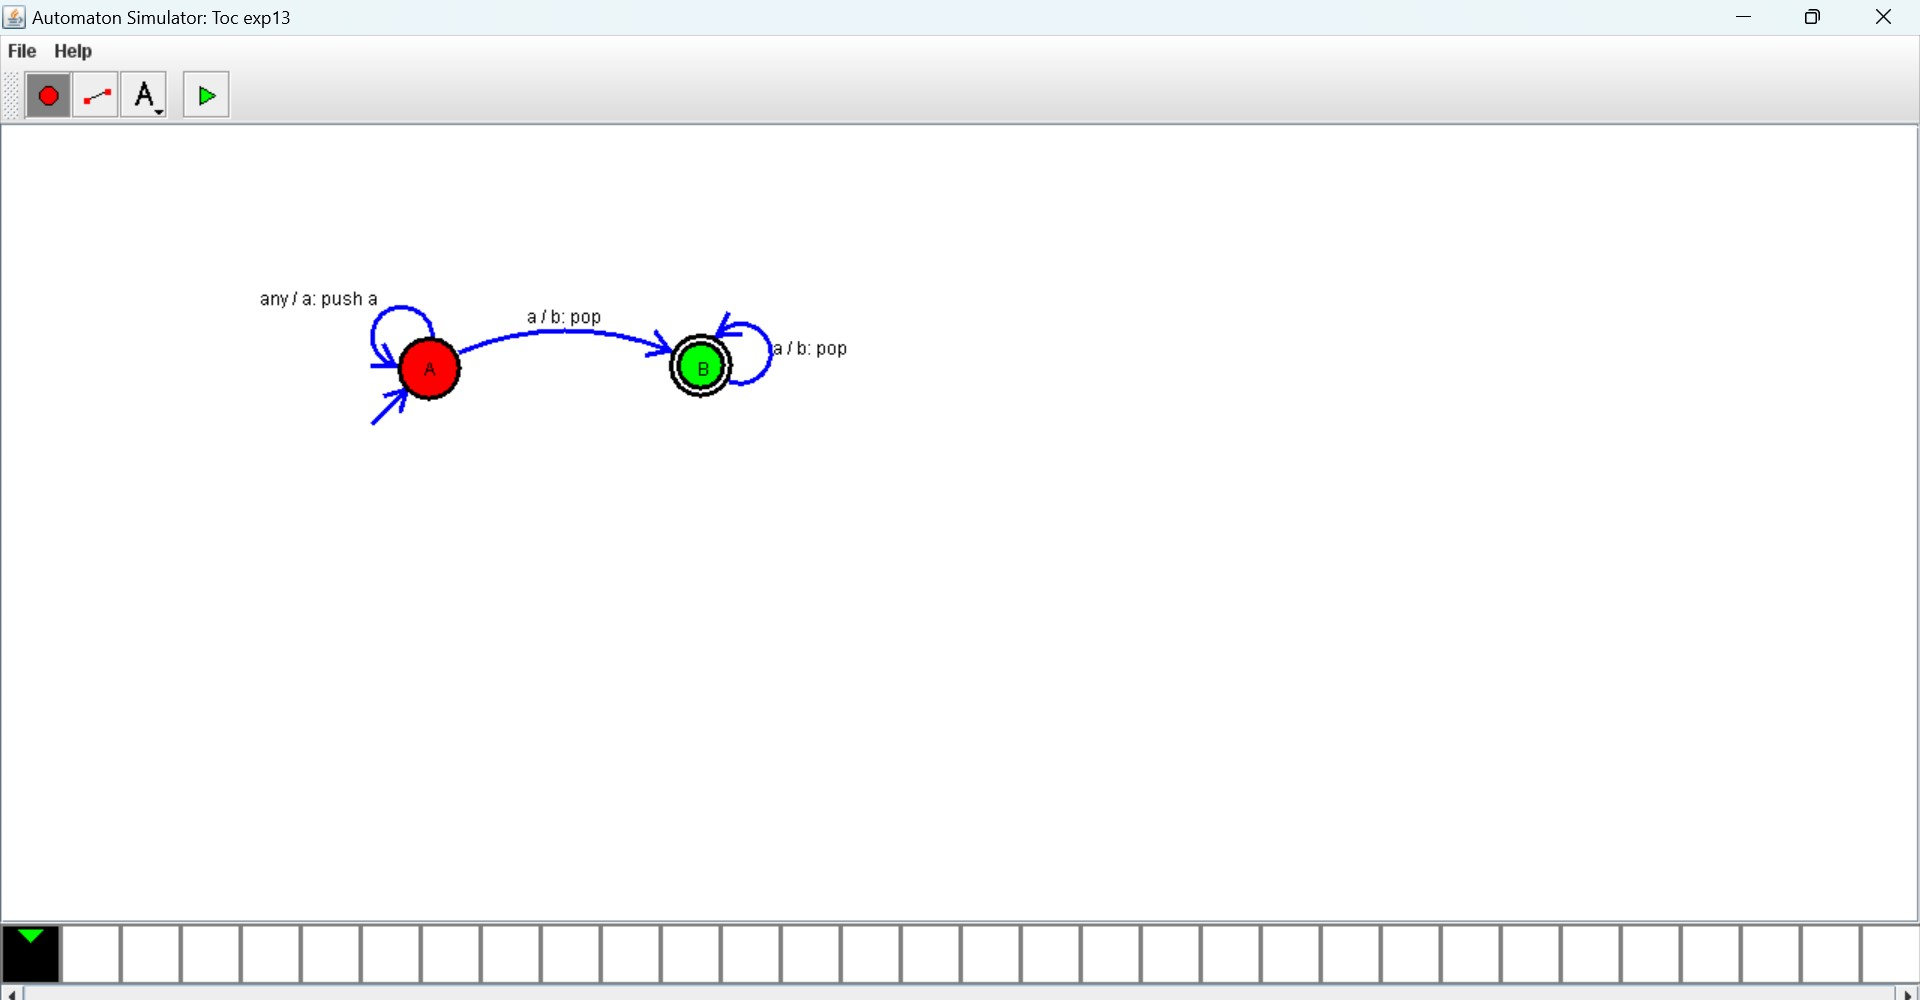 Automaton Simulator: Toc exp13
File Help
A
any / a: push a
a / b: pop
a / b: pop
A
B